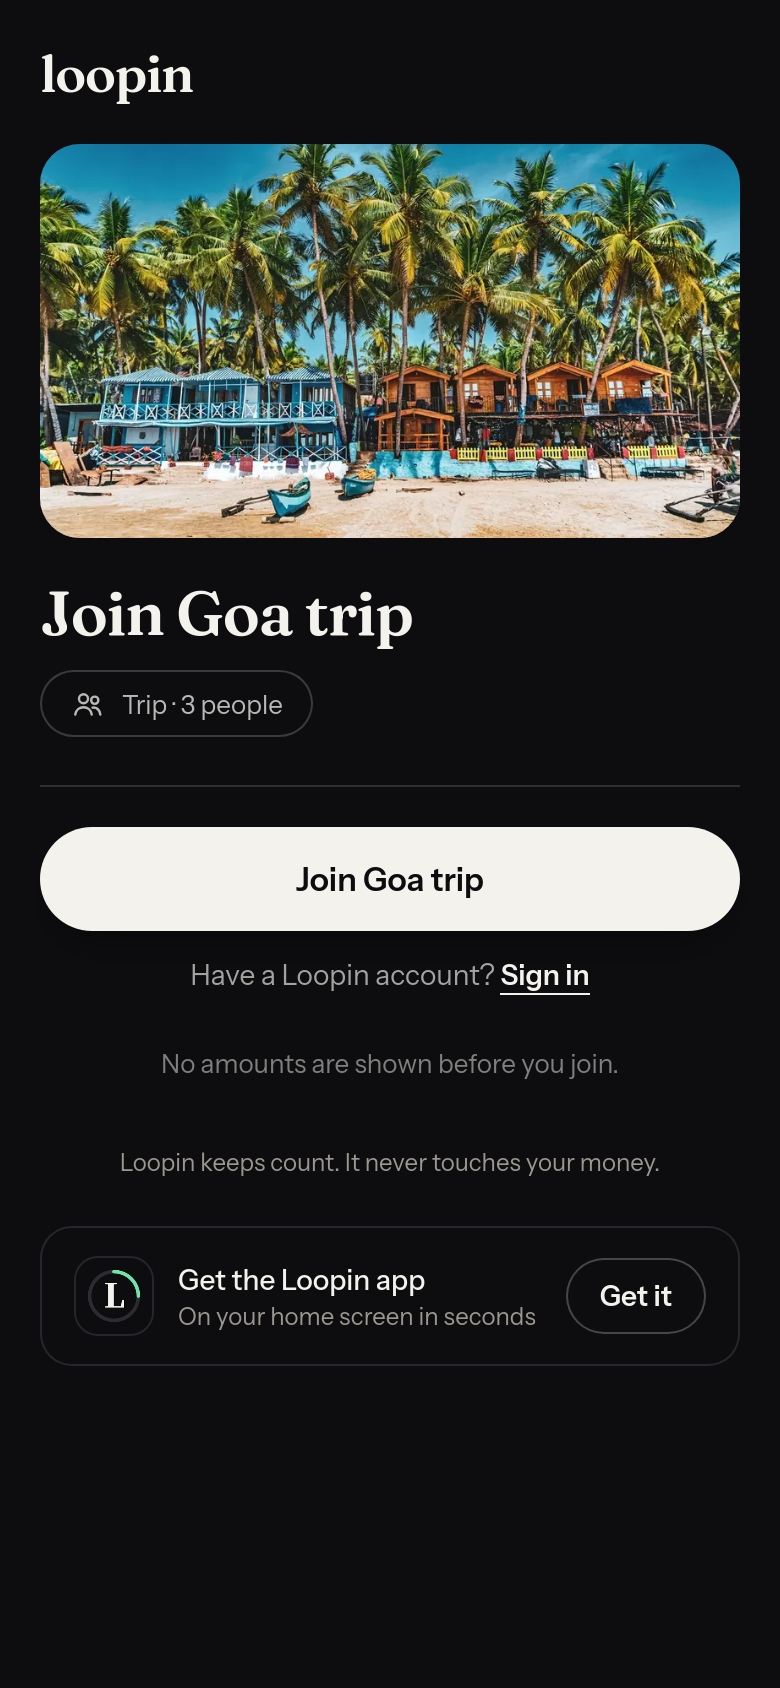 loopin
Join Goa trip
Trip · 3 people
Join Goa trip
Have a Loopin account? Sign in
No amounts are shown before you join.
Loopin keeps count. It never touches your money.
L
Get the Loopin app
On your home screen in seconds
Get it